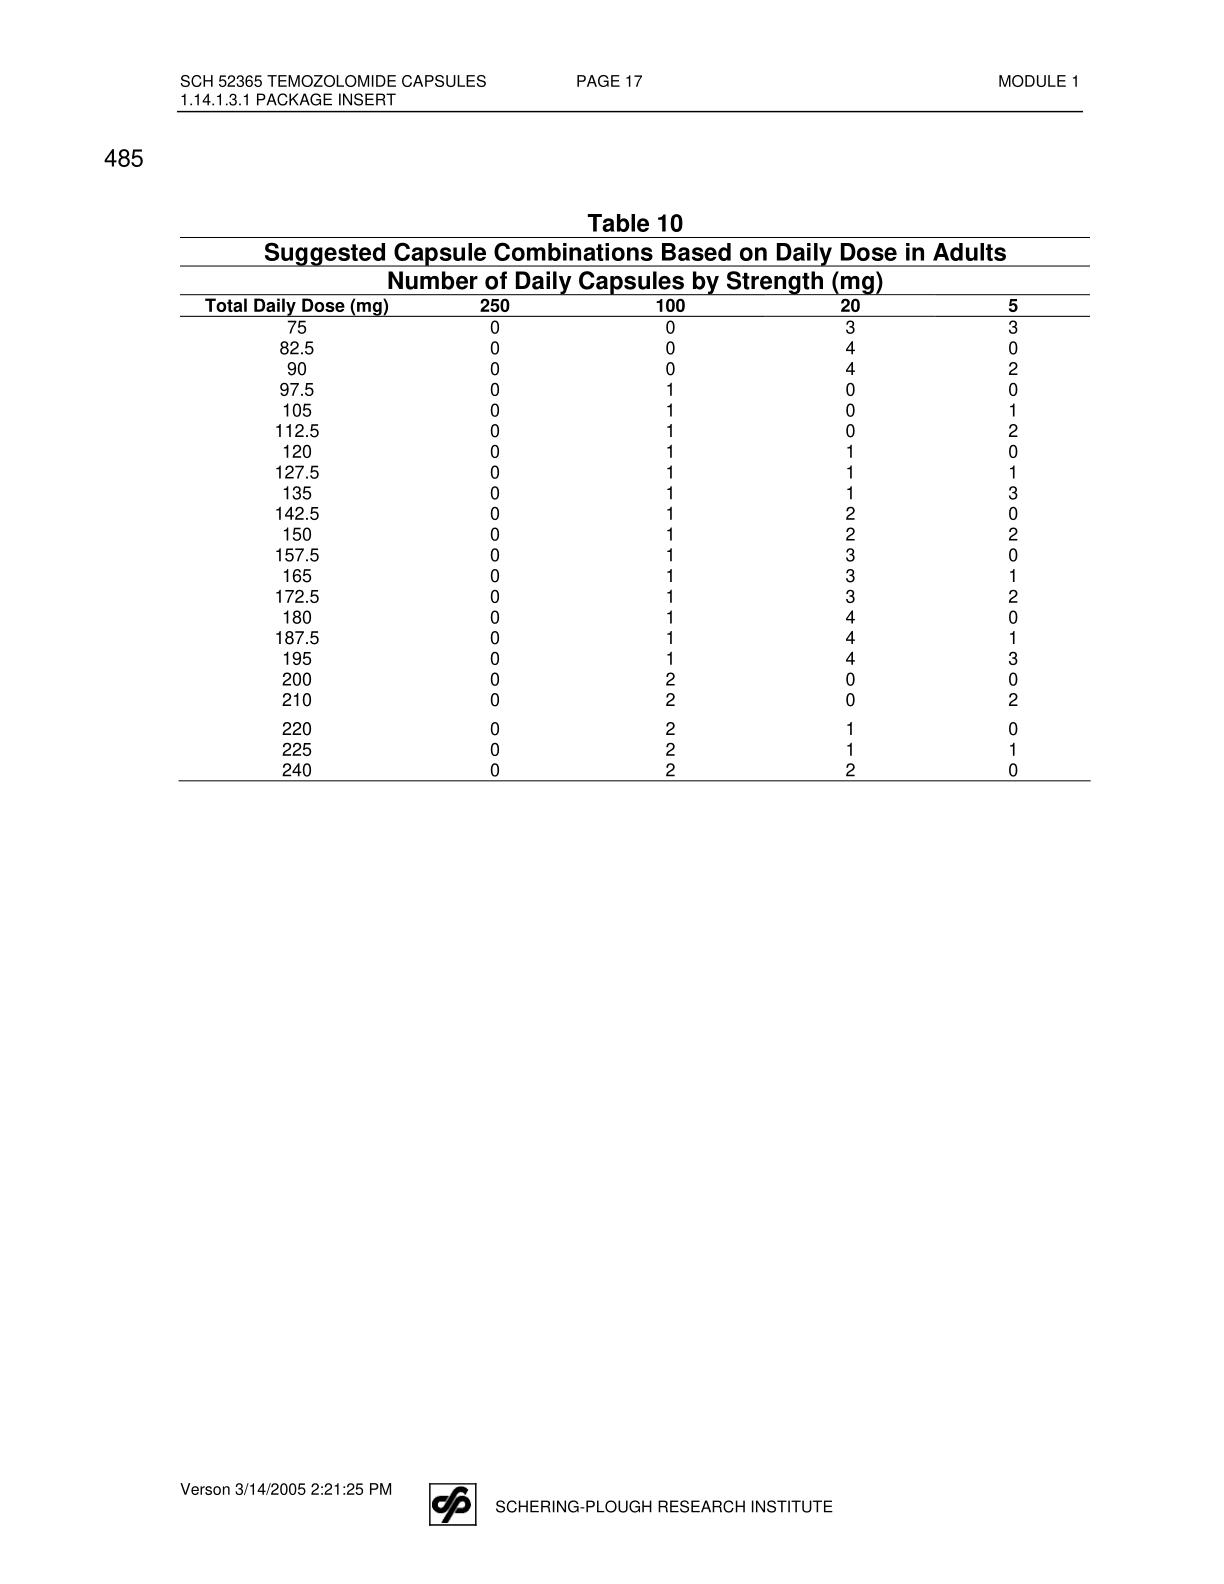 SCH 52365 TEMOZOLOMIDE CAPSULES PAGE 17 MODULE 1
1.14.1.3.1 PACKAGE INSERT
485
Table 10
Suggested Capsule Combinations Based on Daily Dose in Adults
Number of Daily Capsules by Strength (mg)
Total Daily Dose (mg) 250 100 20 5
75 0 0 3 3
82.5 0 0 4 0
90 0 0 4 2
97.5 0 1 0 0
105 0 1 0 1
112.5 0 1 0 2
120 0 1 1 0
127.5 0 1 1 1
135 0 1 1 3
142.5 0 1 2 0
150 0 1 2 2
157.5 0 1 3 0
165 0 1 3 1
172.5 0 1 3 2
180 0 1 4 0
187.5 0 1 4 1
195 0 1 4 3
200 0 2 0 0
210 0 2 0 2
220 0 2 1 0
225 0 2 1 1
240 0 2 2 0
Verson 3/14/2005 2:21:25 PM
SCHERING-PLOUGH RESEARCH INSTITUTE